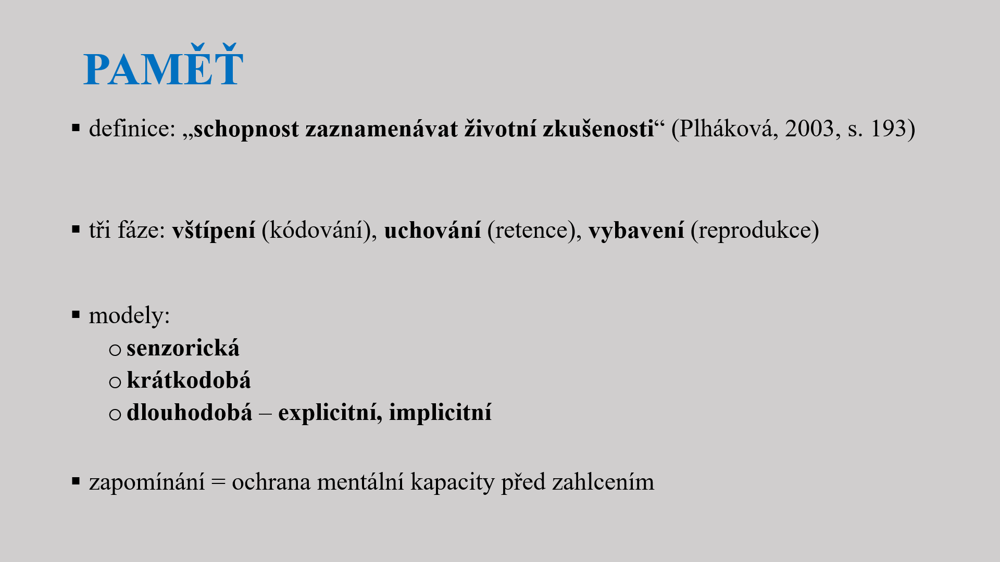 PAMĚŤ
▪ definice: „schopnost zaznamenávat životní zkušenosti“ (Plháková, 2003, s. 193)
▪ tři fáze: vštípení (kódování), uchování (retence), vybavení (reprodukce)
▪ modely:
o senzorická
o krátkodobá
o dlouhodobá – explicitní, implicitní
▪ zapomínání = ochrana mentální kapacity před zahlcením